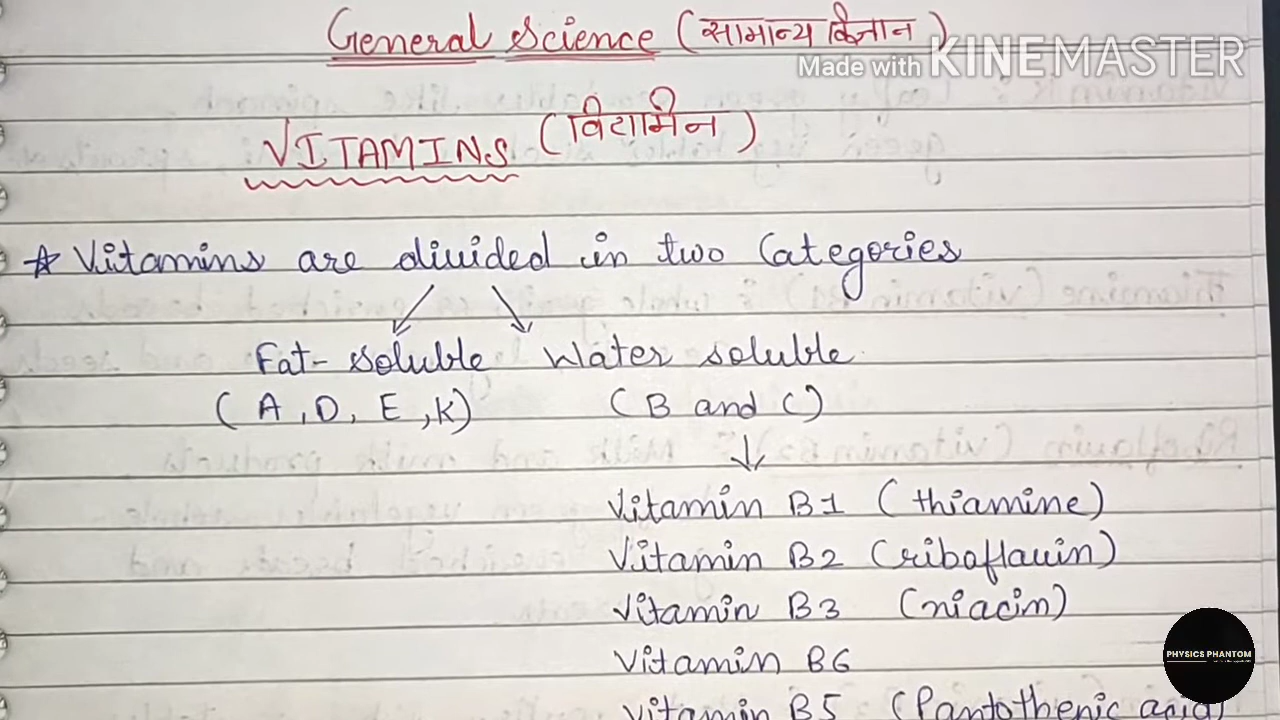 General Science (सामान्य विज्ञान)
Made with KINEMASTER
VITAMINS (विटामिन)
☆ Vitamins are divided in two Categories
Fat-soluble Water soluble
(A, D, E, K) (B and C)
Vitamin B1 (thiamine)
Vitamin B2 (riboflavin)
Vitamin B3 (niacin)
Vitamin B6
Vitamin B5 (Pantothenic acid)
PHYSICS PHANTOM